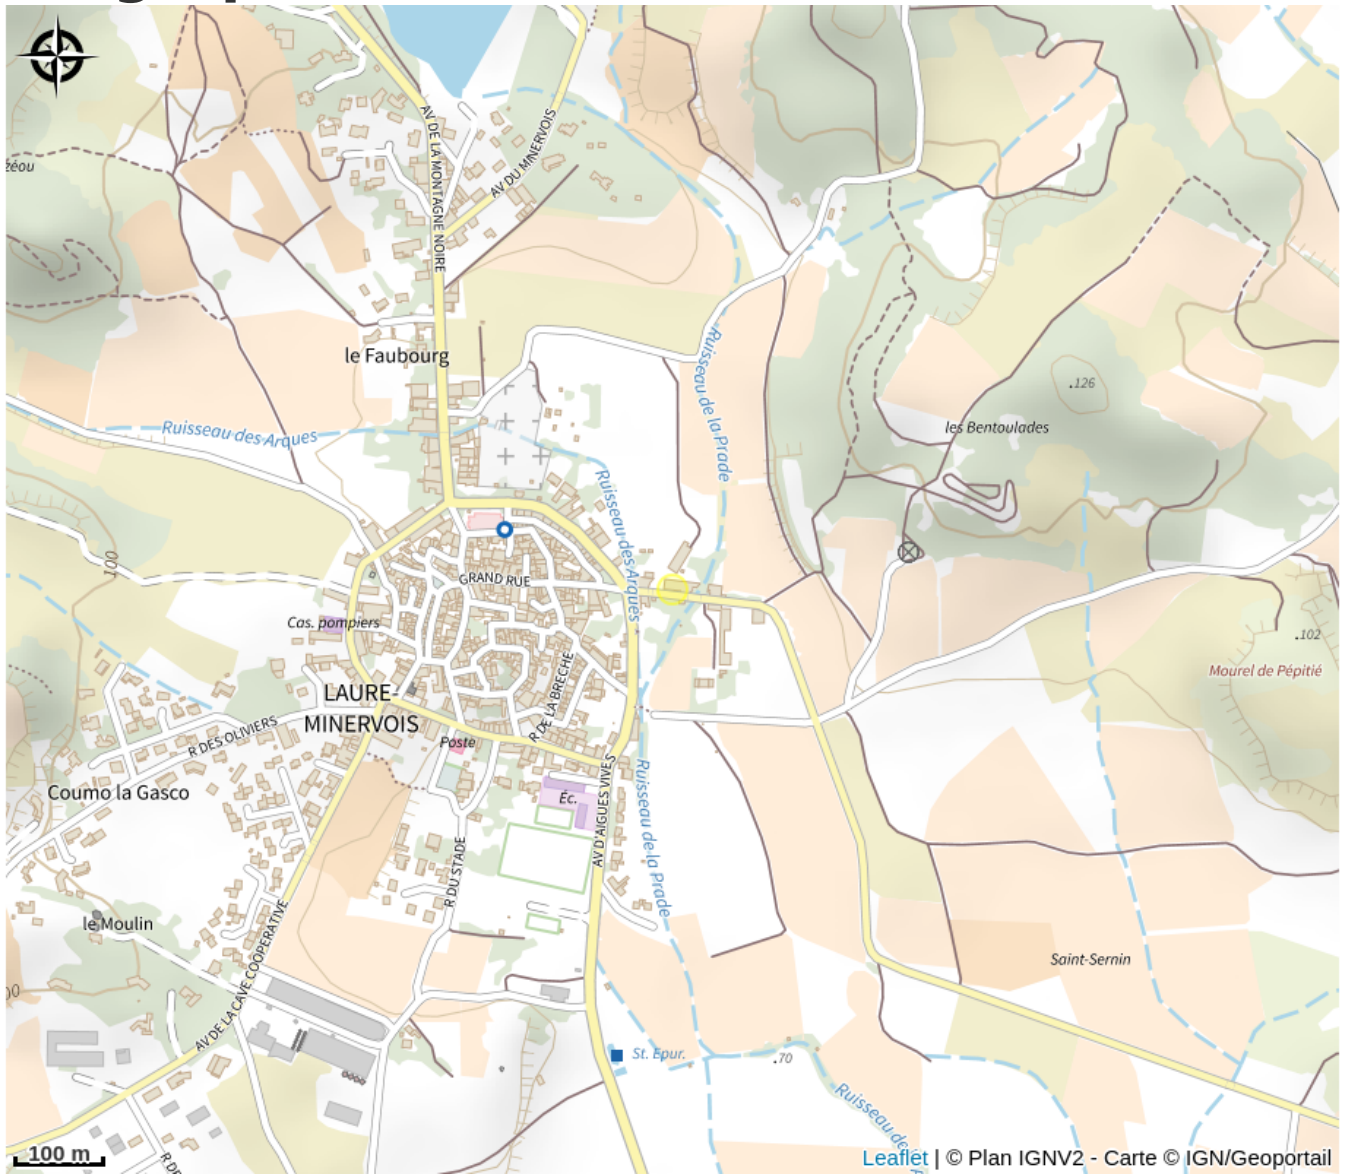 AV DE LA MONTAGNE NOIRE
AV DU MINERVOIS
le Faubourg
Ruisseau des Arques
Ruisseau de la Prade
.126
les Bentoulades
Ruisseau des Arques
100
GRAND RUE
Cas. pompiers
.102
Mourel de Pépitié
LAURE-
MINERVOIS
R DE LA BRECHE
R DES OLIVIERS
Poste
Coumo la Gasco
Éc.
AV D'AIGUES VIVES
Ruisseau de la Prade
R DU STADE
le Moulin
AV DE LA CAVE COOPERATIVE
Saint-Sernin
St. Epur.
.70
Ruisseau de
100 m
Leaflet | © Plan IGNV2 - Carte © IGN/Geoportail